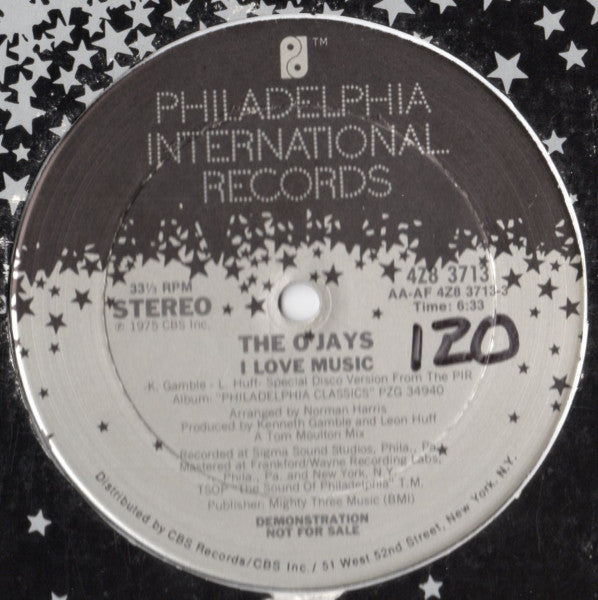 TM
PHILADELPHIA
INTERNATIONAL
RECORDS
33⅓ RPM
STEREO
℗ 1975 CBS Inc.
4Z8 3713
AA-AF 4Z8 3713-3
Time: 6:33
120
THE O'JAYS
I LOVE MUSIC
-K. Gamble - L. Huff- Special Disco Version From The PIR
Album: "PHILADELPHIA CLASSICS" PZG 34940
Arranged by Norman Harris
Produced by Kenneth Gamble and Leon Huff
A Tom Moulton Mix
Recorded at Sigma Sound Studios, Phila., Pa.
Mastered at Frankford/Wayne Recording Labs,
Phila., Pa. and New York, N.Y.
TSOP "The Sound Of Philadelphia" T.M.
Publisher: Mighty Three Music (BMI)
DEMONSTRATION
NOT FOR SALE
Distributed by CBS Records/CBS Inc. / 51 West 52nd Street, New York, N.Y.